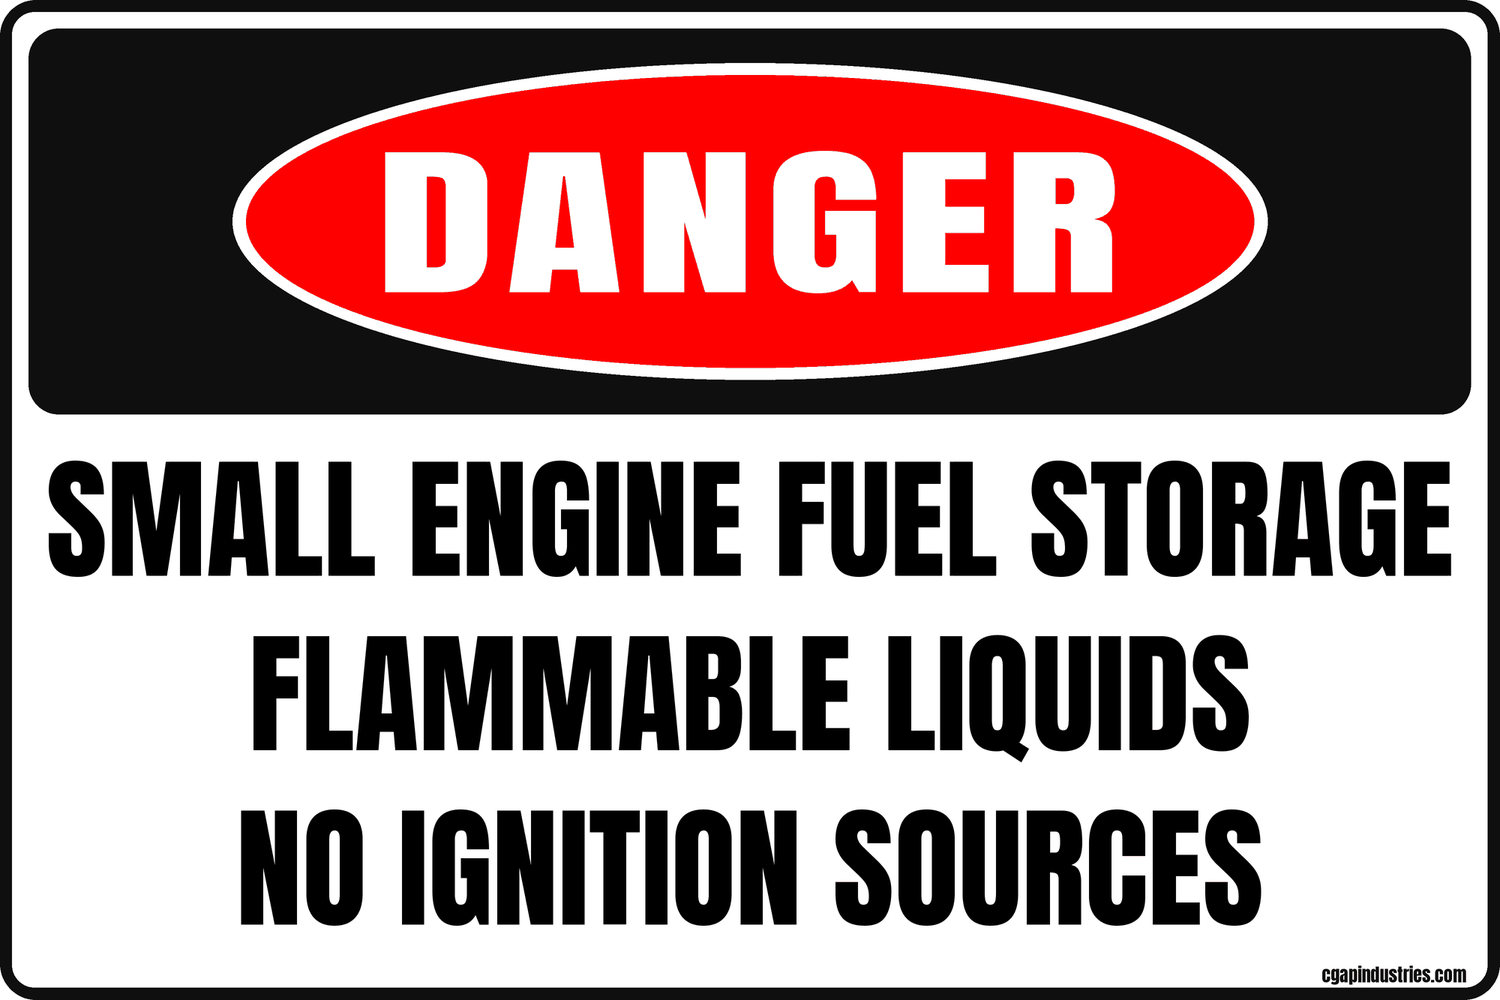 DANGER
SMALL ENGINE FUEL STORAGE
FLAMMABLE LIQUIDS
NO IGNITION SOURCES
cgapindustries.com